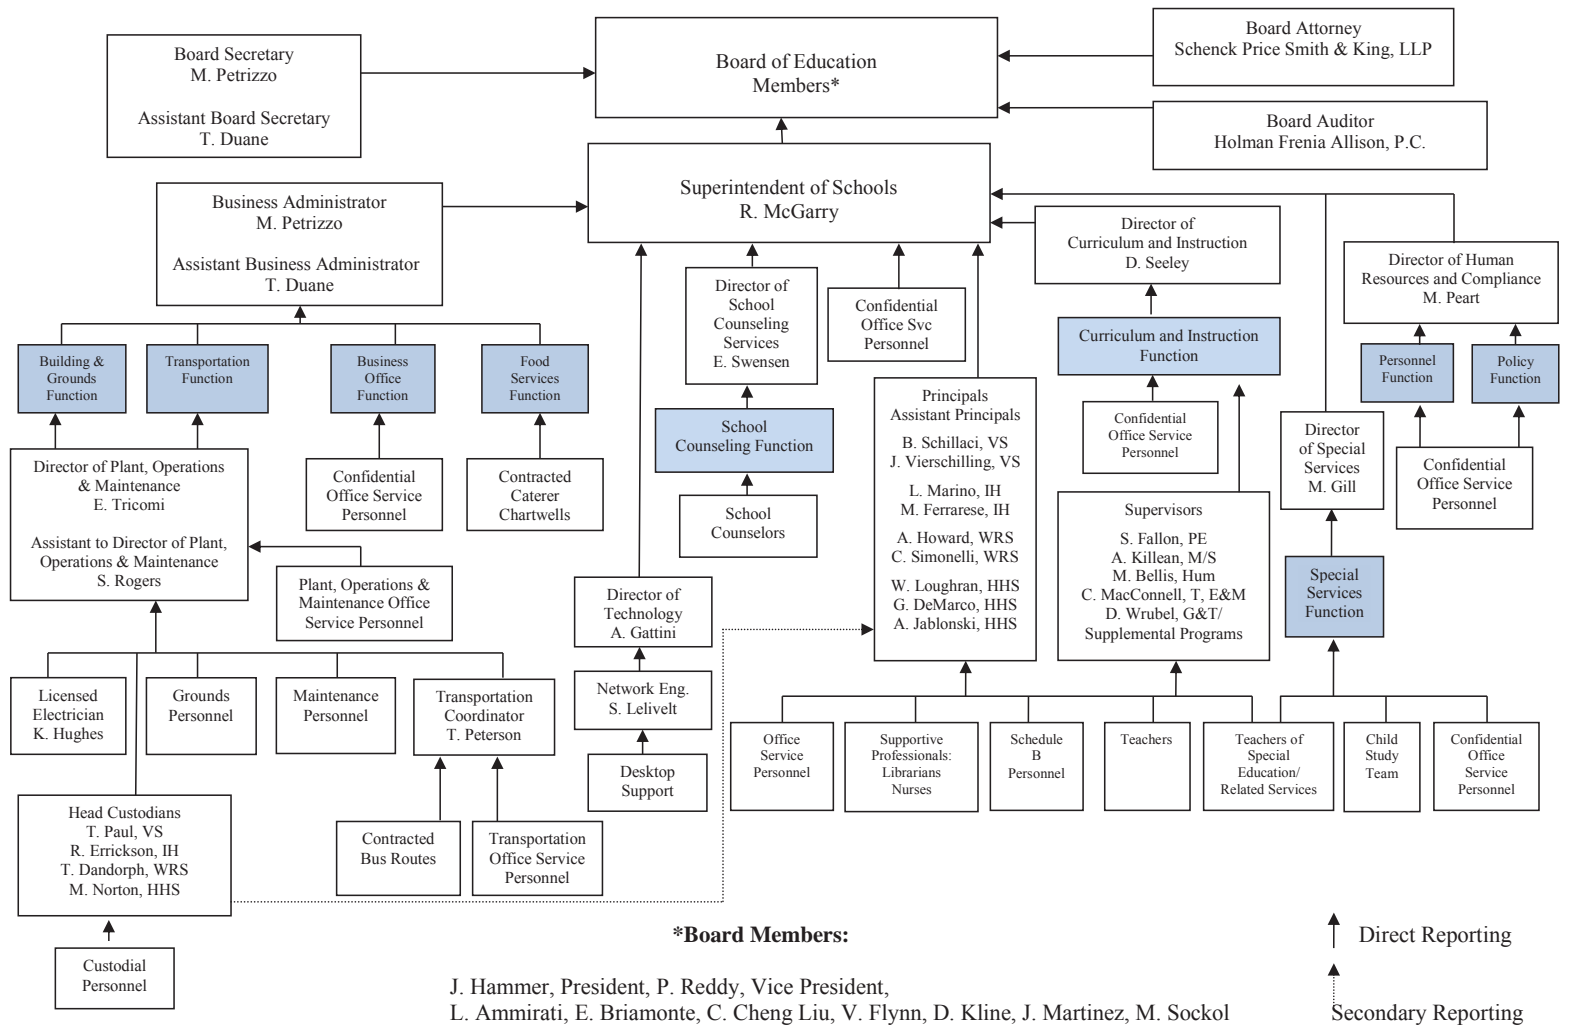 Board Secretary
M. Petrizzo
Assistant Board Secretary
T. Duane
Board of Education
Members*
Board Attorney
Schenck Price Smith & King, LLP
Board Auditor
Holman Frenia Allison, P.C.
Superintendent of Schools
R. McGarry
Business Administrator
M. Petrizzo
Assistant Business Administrator
T. Duane
Director of
School
Counseling
Services
E. Swensen
Confidential
Office Svc
Personnel
Director of
Curriculum and Instruction
D. Seeley
Director of Human
Resources and Compliance
M. Peart
Building &
Grounds
Function
Transportation
Function
Business
Office
Function
Food
Services
Function
Curriculum and Instruction
Function
Personnel
Function
Policy
Function
School
Counseling Function
Principals
Assistant Principals
B. Schillaci, VS
J. Vierschilling, VS
L. Marino, IH
M. Ferrarese, IH
A. Howard, WRS
C. Simonelli, WRS
W. Loughran, HHS
G. DeMarco, HHS
A. Jablonski, HHS
Confidential
Office Service
Personnel
Director
of Special
Services
M. Gill
Confidential
Office Service
Personnel
Director of Plant, Operations
& Maintenance
E. Tricomi
Assistant to Director of Plant,
Operations & Maintenance
S. Rogers
Confidential
Office Service
Personnel
Contracted
Caterer
Chartwells
School
Counselors
Supervisors
S. Fallon, PE
A. Killean, M/S
M. Bellis, Hum
C. MacConnell, T, E&M
D. Wrubel, G&T/
Supplemental Programs
Special
Services
Function
Plant, Operations &
Maintenance Office
Service Personnel
Director of
Technology
A. Gattini
Licensed
Electrician
K. Hughes
Grounds
Personnel
Maintenance
Personnel
Transportation
Coordinator
T. Peterson
Network Eng.
S. Lelivelt
Desktop
Support
Office
Service
Personnel
Supportive
Professionals:
Librarians
Nurses
Schedule
B
Personnel
Teachers
Teachers of
Special
Education/
Related Services
Child
Study
Team
Confidential
Office
Service
Personnel
Head Custodians
T. Paul, VS
R. Errickson, IH
T. Dandorph, WRS
M. Norton, HHS
Contracted
Bus Routes
Transportation
Office Service
Personnel
Custodial
Personnel
*Board Members:
J. Hammer, President, P. Reddy, Vice President,
L. Ammirati, E. Briamonte, C. Cheng Liu, V. Flynn, D. Kline, J. Martinez, M. Sockol
Direct Reporting
Secondary Reporting